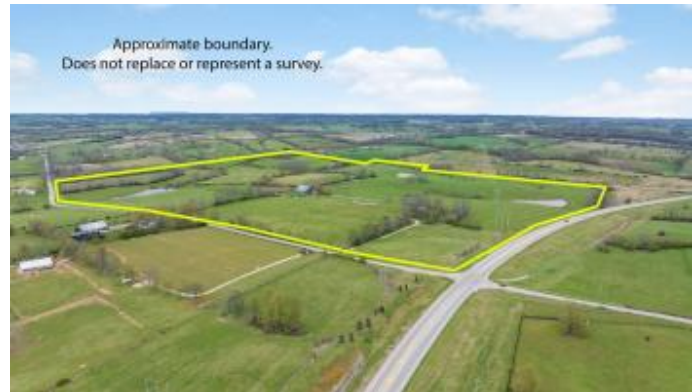 Approximate boundary.
Does not replace or represent a survey.